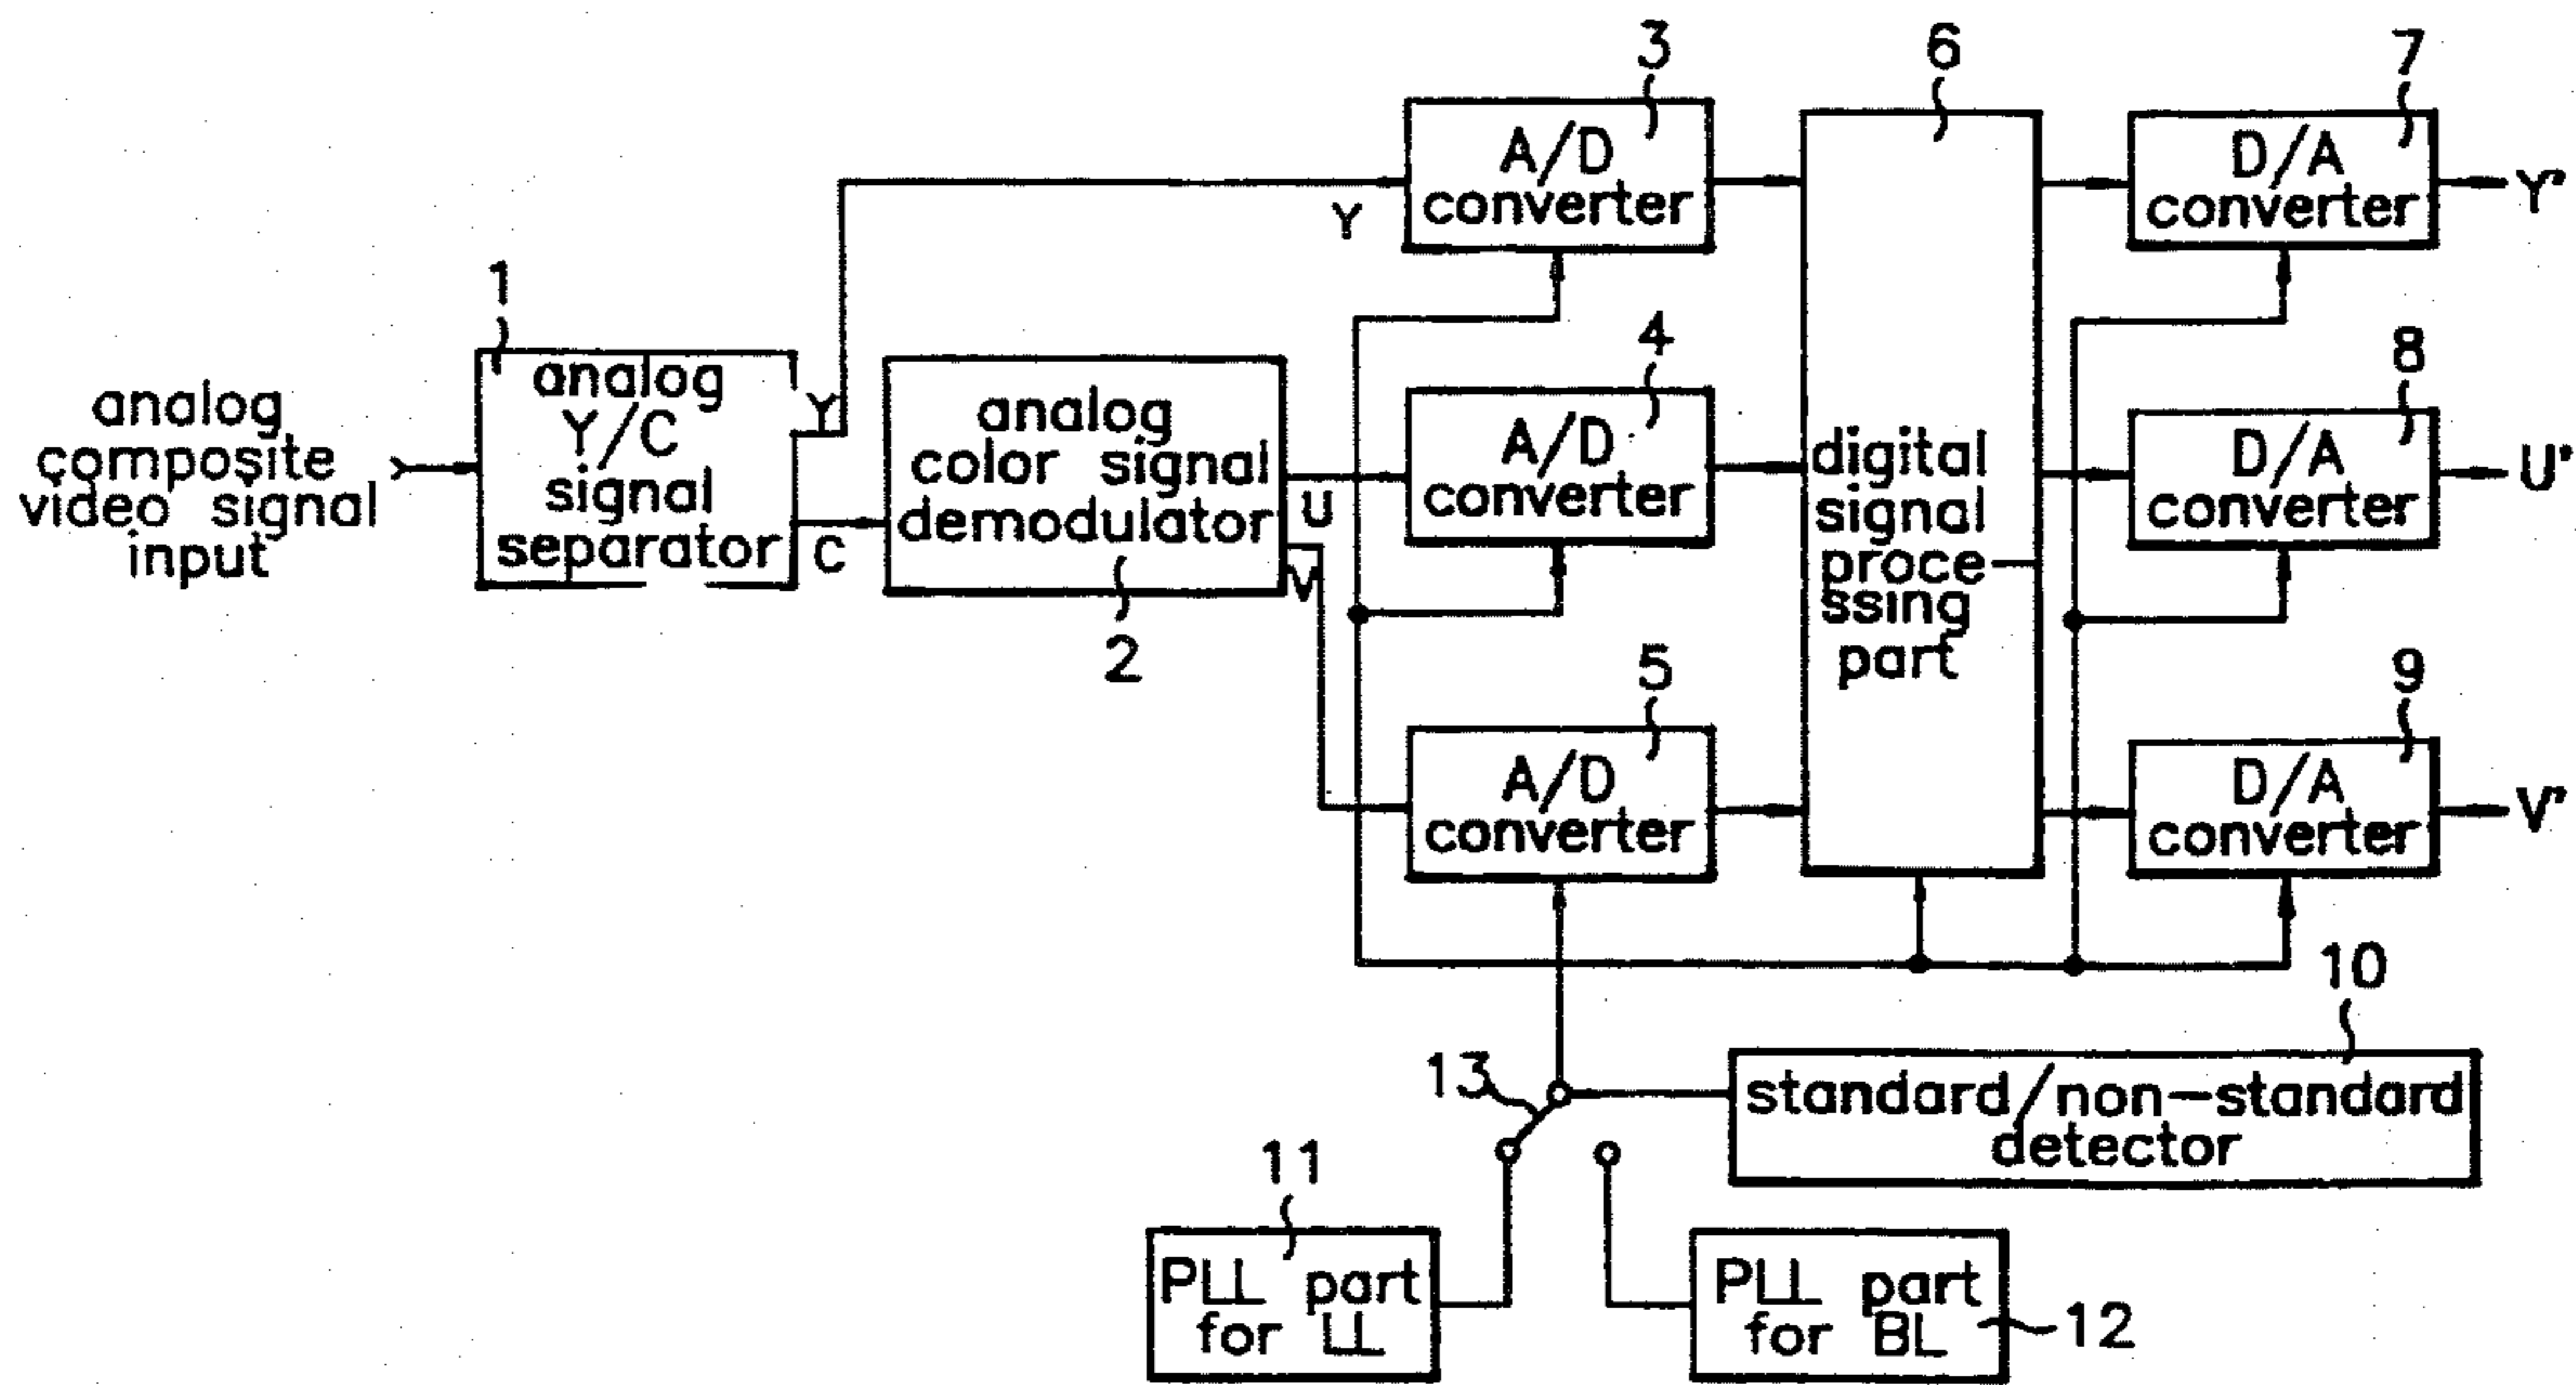 3
6
7
A/D
converter
D/A
converter
Y'
Y
1
4
8
analog
composite
video signal
input
analog
Y/C
signal
separator
Y
C
analog
color signal
demodulator
U
V
2
A/D
converter
digital
signal
proce-
ssing
part
D/A
converter
U'
5
9
A/D
converter
D/A
converter
V'
10
13
standard/non-standard
detector
11
PLL part
for LL
PLL part
for BL
12